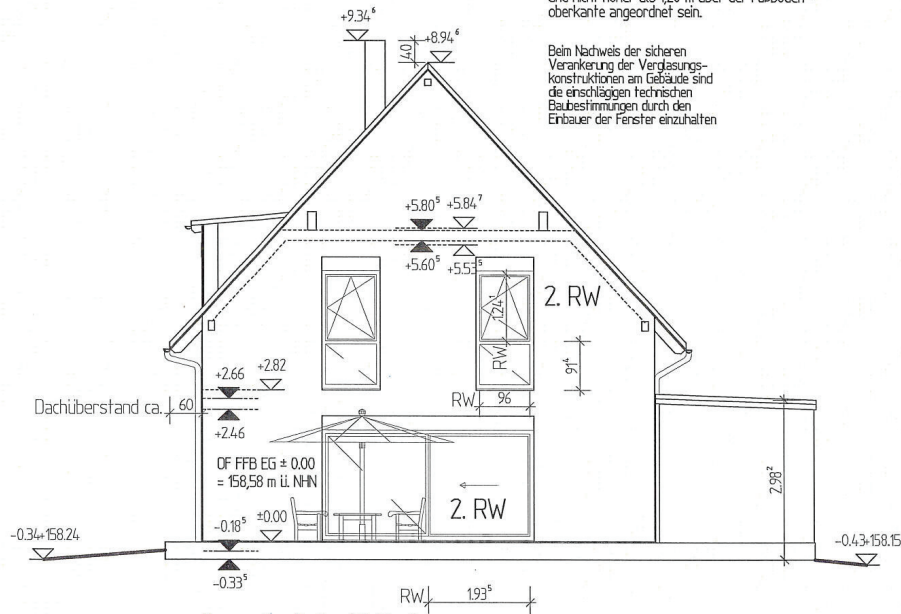 oberkante angeordnet sein.
Beim Nachweis der sicheren
Verankerung der Verglasungs-
konstruktionen am Gebäude sind
die einschlägigen technischen
Baubestimmungen durch den
Einbauer der Fenster einzuhalten
+9.34⁶
40
+8.94⁶
+5.80⁵ +5.84⁷
+5.60⁵ +5.53⁵
1.24¹
2. RW
RW
91⁴
+2.66 +2.82
RW 96
Dachüberstand ca. 60
+2.46
OF FFB EG ± 0.00
= 158,58 m ü. NHN
2.98²
2. RW
-0.18⁵ ±0.00
-0.34+158.24
-0.43+158.15
-0.33⁵
RW 1.93⁵